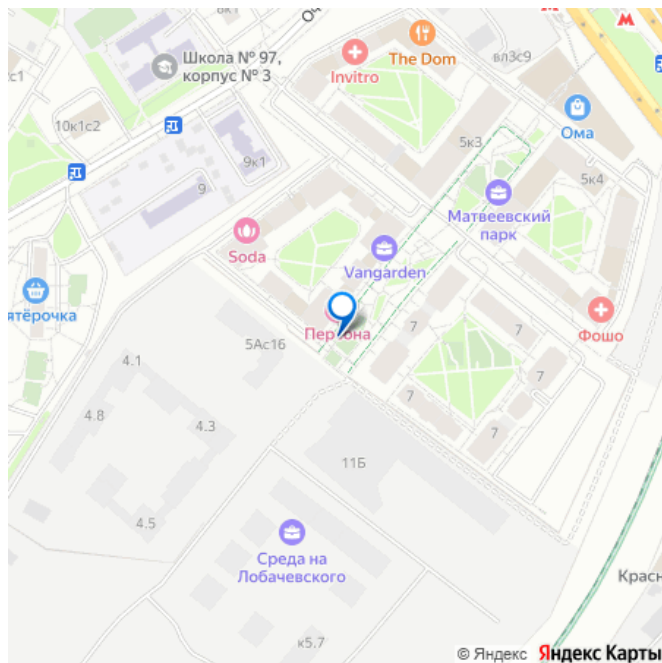 8к1
Школа № 97,
корпус № 3
The Dom
Invitro
вл3с9
2с1
10к1с2
Ома
5к3
9к1
5к4
9
Матвеевский
парк
Soda
Vangarden
ятёрочка
Фошо
5Ас16
7
7
4.1
7
7
7
4.8
4.3
11Б
4.5
Среда на
Лобачевского
Красн
к5.7
© Яндекс Яндекс Карты